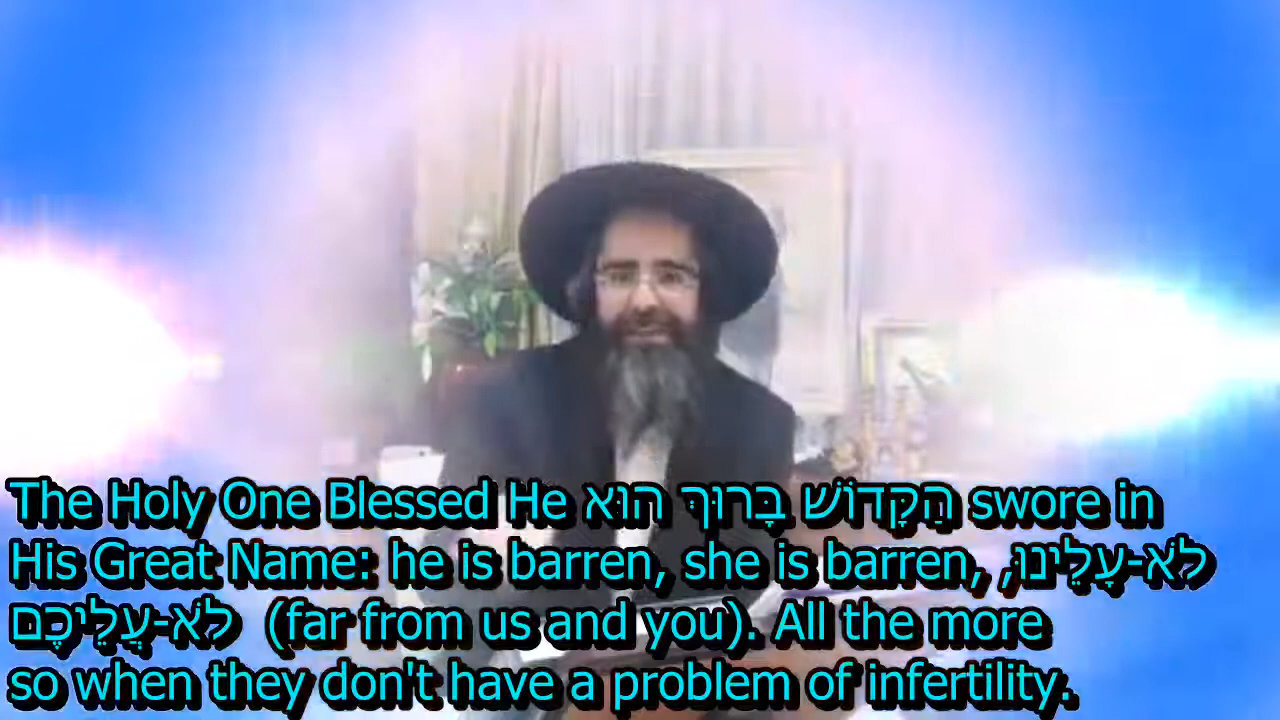 The Holy One Blessed He הַקָּדוֹשׁ בָּרוּךְ הוּא swore in
His Great Name: he is barren, she is barren, לֹא-עָלֵינוּ,
לֹא-עֲלֵיכֶם (far from us and you). All the more
so when they don't have a problem of infertility.